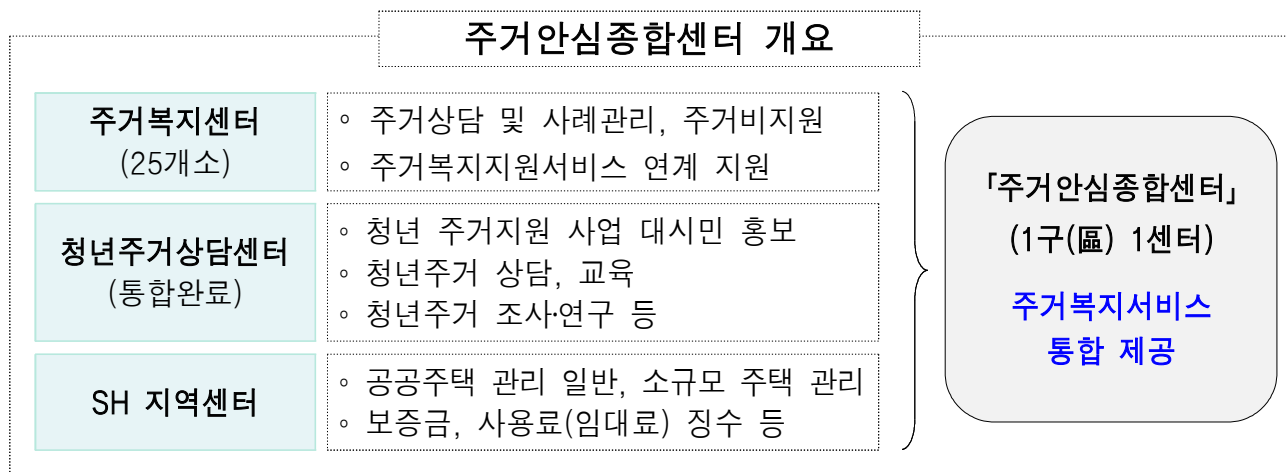 주거안심종합센터 개요
주거복지센터
(25개소)
◦ 주거상담 및 사례관리, 주거비지원
◦ 주거복지지원서비스 연계 지원
청년주거상담센터
(통합완료)
◦ 청년 주거지원 사업 대시민 홍보
◦ 청년주거 상담, 교육
◦ 청년주거 조사·연구 등
SH 지역센터
◦ 공공주택 관리 일반, 소규모 주택 관리
◦ 보증금, 사용료(임대료) 징수 등
「주거안심종합센터」
(1구(區) 1센터)
주거복지서비스
통합 제공